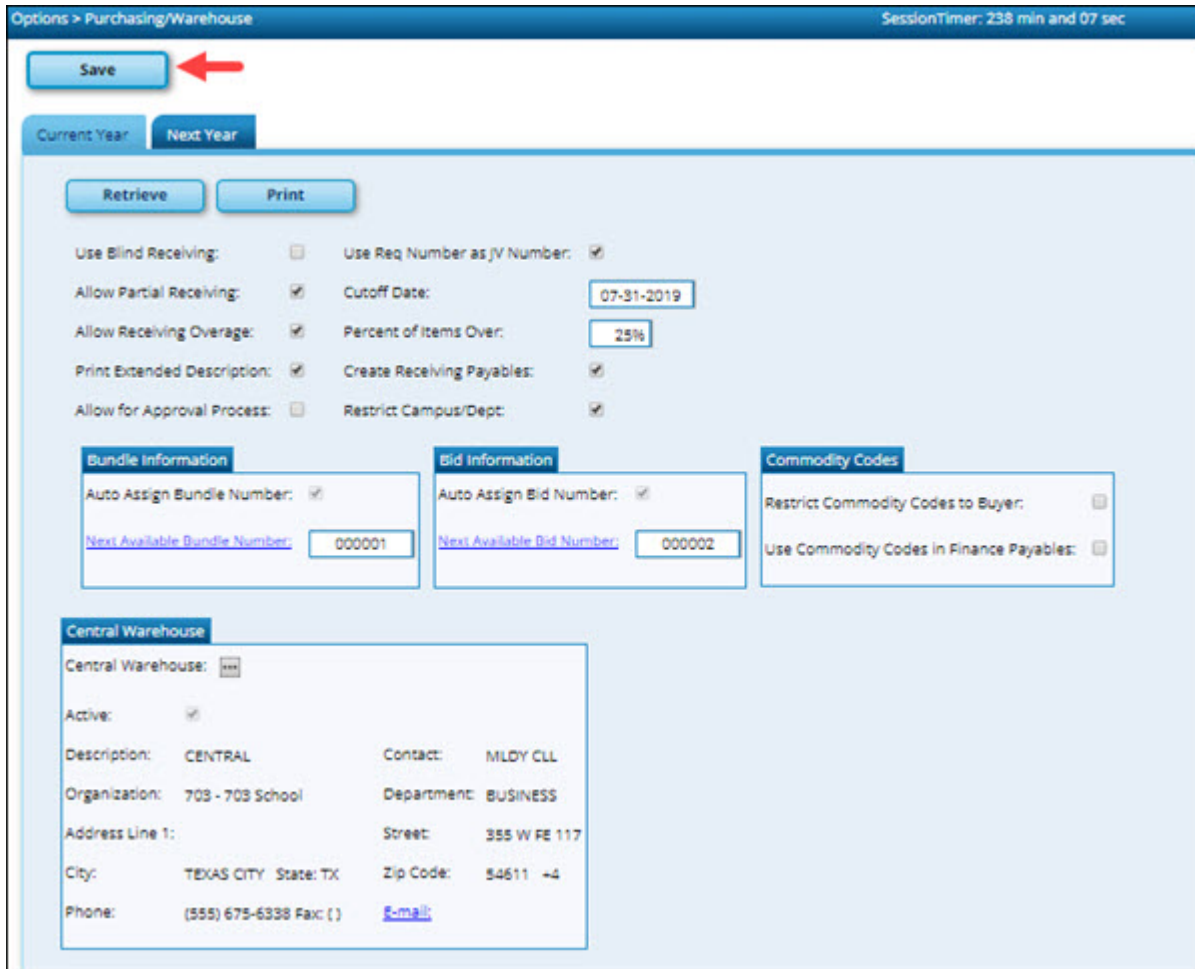 Options > Purchasing/Warehouse SessionTimer: 238 min and 07 sec
Save
Current Year Next Year
Retrieve Print
Use Blind Receiving: Use Req Number as JV Number:
Allow Partial Receiving: Cutoff Date: 07-31-2019
Allow Receiving Overage: Percent of Items Over: 25%
Print Extended Description: Create Receiving Payables:
Allow for Approval Process: Restrict Campus/Dept:
Bundle Information Bid Information Commodity Codes
Auto Assign Bundle Number: Auto Assign Bid Number: Restrict Commodity Codes to Buyer:
Next Available Bundle Number: 000001 Next Available Bid Number: 000002 Use Commodity Codes in Finance Payables:
Central Warehouse
Central Warehouse: ...
Active:
Description: CENTRAL Contact: MLDY CLL
Organization: 703 - 703 School Department: BUSINESS
Address Line 1: Street: 355 W FE 117
City: TEXAS CITY State: TX Zip Code: 54611 +4
Phone: (555) 675-6338 Fax: ( ) E-mail: